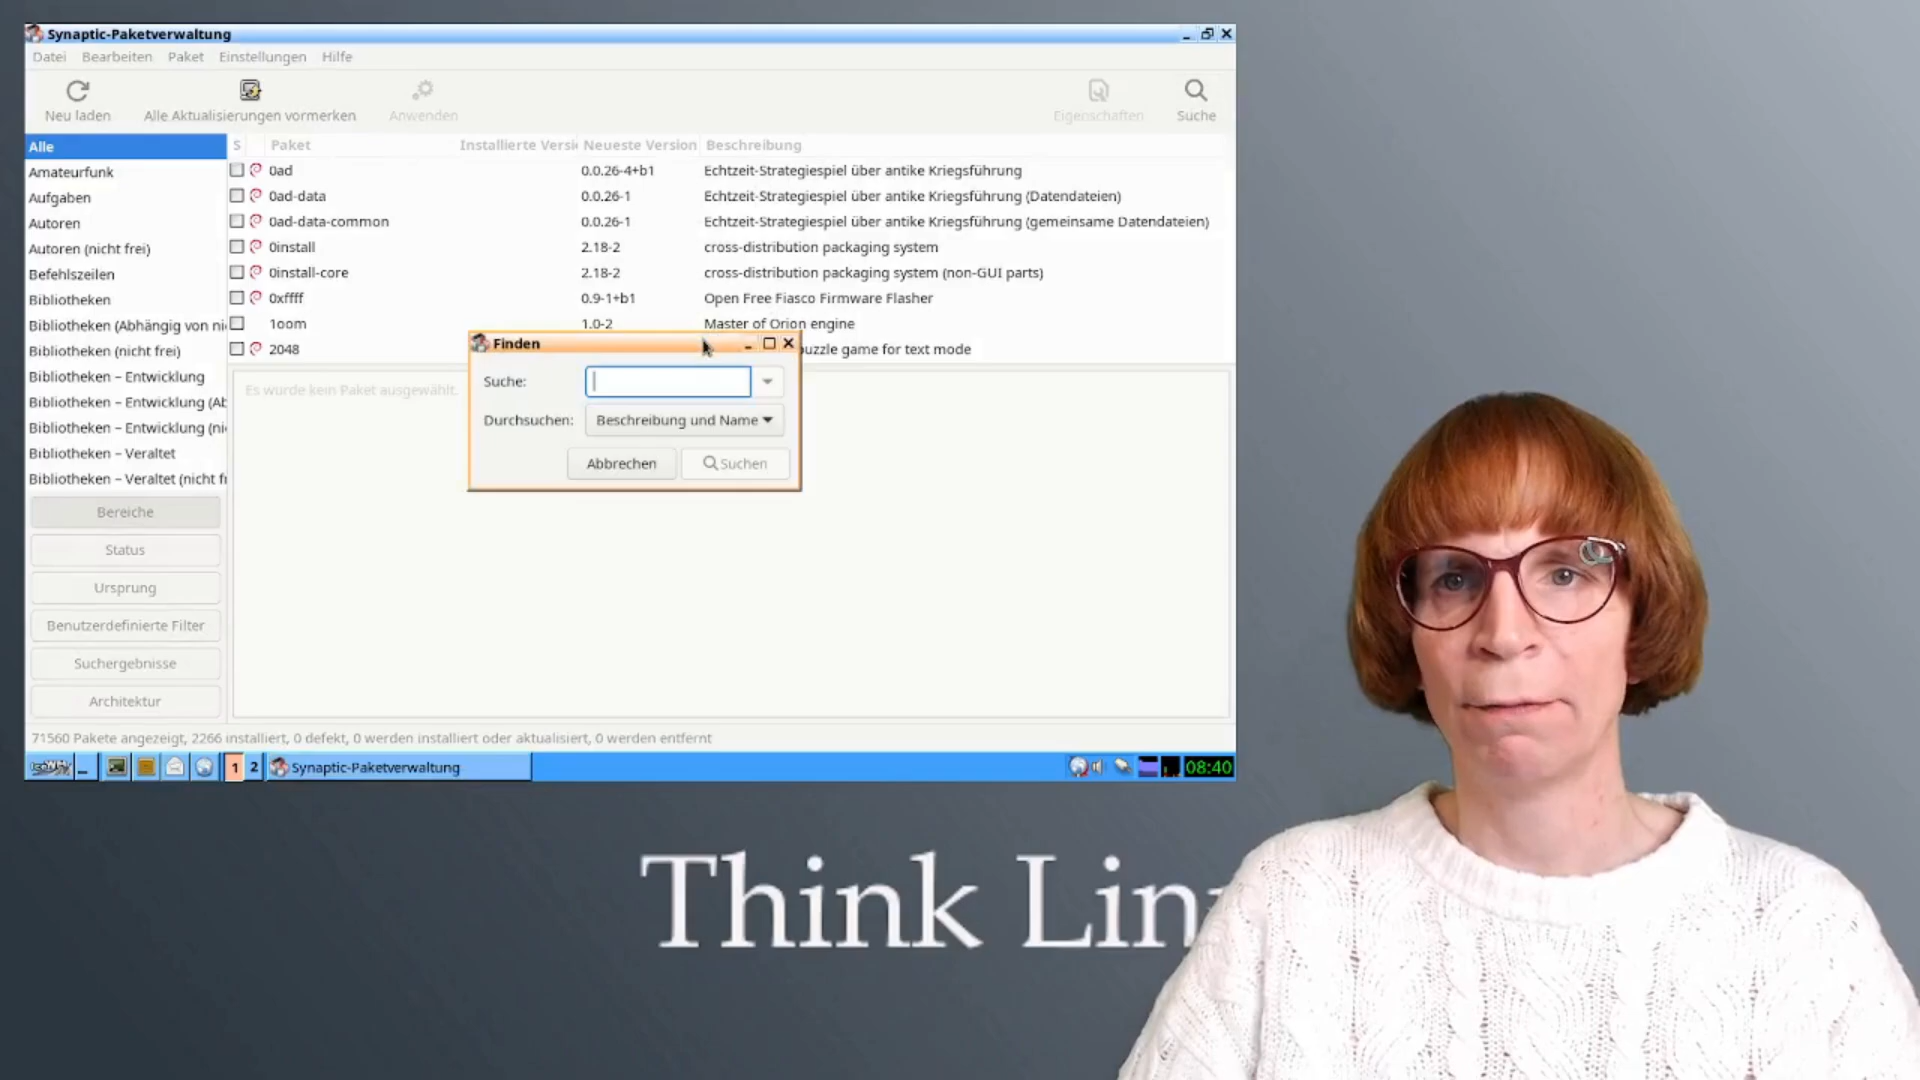 Synaptic-Paketverwaltung
Datei Bearbeiten Paket Einstellungen Hilfe
Neu laden Alle Aktualisierungen vormerken Anwenden Eigenschaften Suche
Alle
Amateurfunk
Aufgaben
Autoren
Autoren (nicht frei)
Befehlszeilen
Bibliotheken
Bibliotheken (Abhängig von ni
Bibliotheken (nicht frei)
Bibliotheken – Entwicklung
Bibliotheken – Entwicklung (Ab
Bibliotheken – Entwicklung (ni
Bibliotheken – Veraltet
Bibliotheken – Veraltet (nicht f
Bereiche
Status
Ursprung
Benutzerdefinierte Filter
Suchergebnisse
Architektur
S Paket Installierte Versi Neueste Version Beschreibung
0ad 0.0.26-4+b1 Echtzeit-Strategiespiel über antike Kriegsführung
0ad-data 0.0.26-1 Echtzeit-Strategiespiel über antike Kriegsführung (Datendateien)
0ad-data-common 0.0.26-1 Echtzeit-Strategiespiel über antike Kriegsführung (gemeinsame Datendateien)
0install 2.18-2 cross-distribution packaging system
0install-core 2.18-2 cross-distribution packaging system (non-GUI parts)
0xffff 0.9-1+b1 Open Free Fiasco Firmware Flasher
1oom 1.0-2 Master of Orion engine
2048 uzzle game for text mode
Es wurde kein Paket ausgewählt.
Finden
Suche:
Durchsuchen: Beschreibung und Name
Abbrechen Suchen
71560 Pakete angezeigt, 2266 installiert, 0 defekt, 0 werden installiert oder aktualisiert, 0 werden entfernt
1 2 Synaptic-Paketverwaltung 08:40
Think Lin